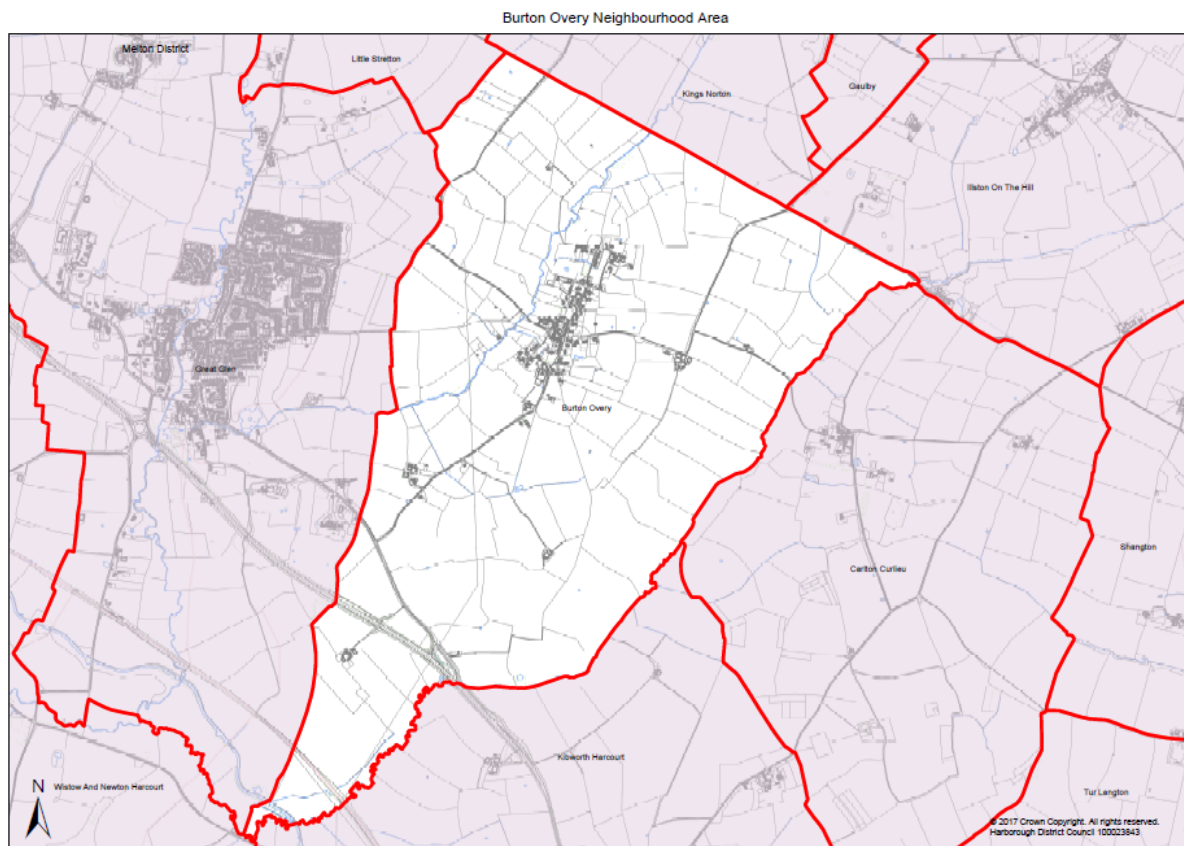 Burton Overy Neighbourhood Area
Melton District
Little Stretton
Kings Norton
Gaulby
Illston On The Hill
Great Glen
Burton Overy
Shangton
Carlton Curlieu
Kibworth Harcourt
Wistow And Newton Harcourt
Tur Langton
N
© 2017 Crown Copyright. All rights reserved.
Harborough District Council 100023843